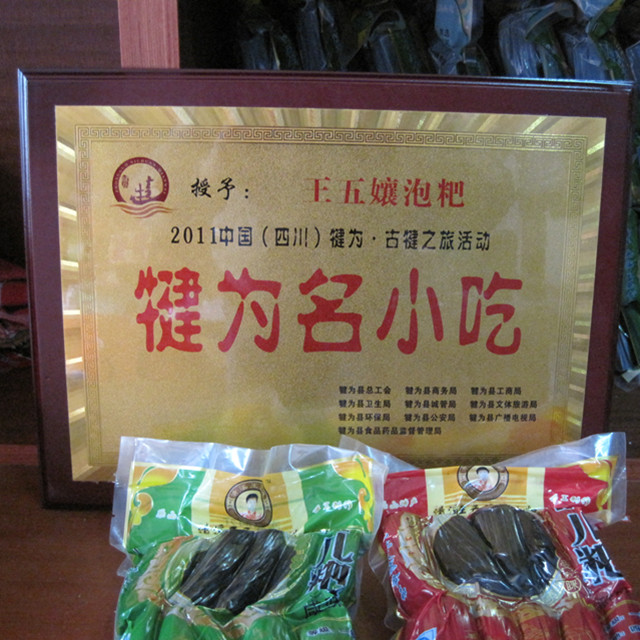 授予：
王五孃泡粑
2011中国（四川）犍为·古犍之旅活动
犍为名小吃
犍为县总工会 犍为县商务局 犍为县工商局
犍为县卫生局 犍为县城管局 犍为县文体旅游局
犍为县环保局 犍为县公安局 犍为县广播电视局
犍为县食品药品监督管理局
儿粑
儿粑